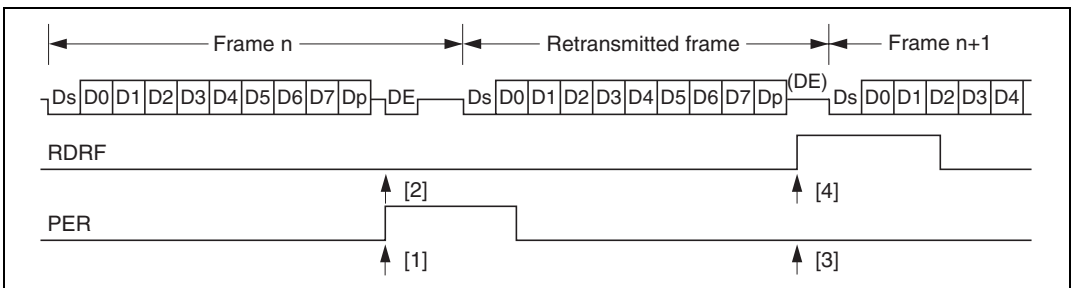 Frame n Retransmitted frame Frame n+1
Ds D0 D1 D2 D3 D4 D5 D6 D7 Dp DE Ds D0 D1 D2 D3 D4 D5 D6 D7 Dp (DE) Ds D0 D1 D2 D3 D4
RDRF
[2] [4]
PER
[1] [3]